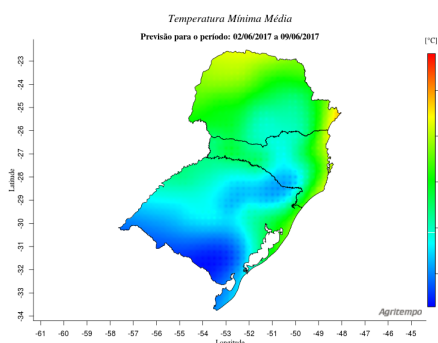 Temperatura Mínima Média
Previsão para o período: 02/06/2017 a 09/06/2017
[°C]
Latitude
-23
-24
-25
-26
-27
-28
-29
-30
-31
-32
-33
-34
Agritempo
-61 -60 -59 -58 -57 -56 -55 -54 -53 -52 -51 -50 -49 -48 -47 -46 -45
Longitude